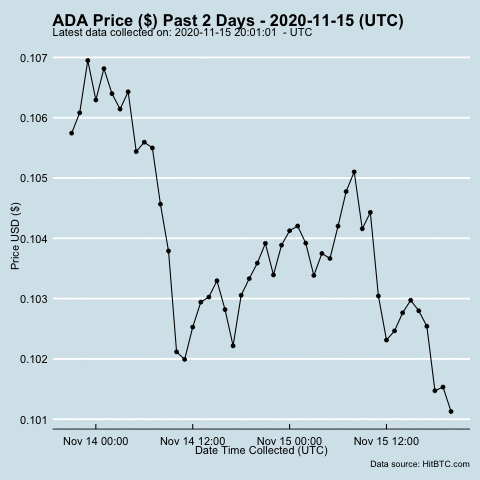 ADA Price ($) Past 2 Days - 2020-11-15 (UTC)
Latest data collected on: 2020-11-15 20:01:01 - UTC
0.107
0.106
0.105
0.104
0.103
0.102
0.101
Price USD ($)
Nov 14 00:00 Nov 14 12:00 Nov 15 00:00 Nov 15 12:00
Date Time Collected (UTC)
Data source: HitBTC.com